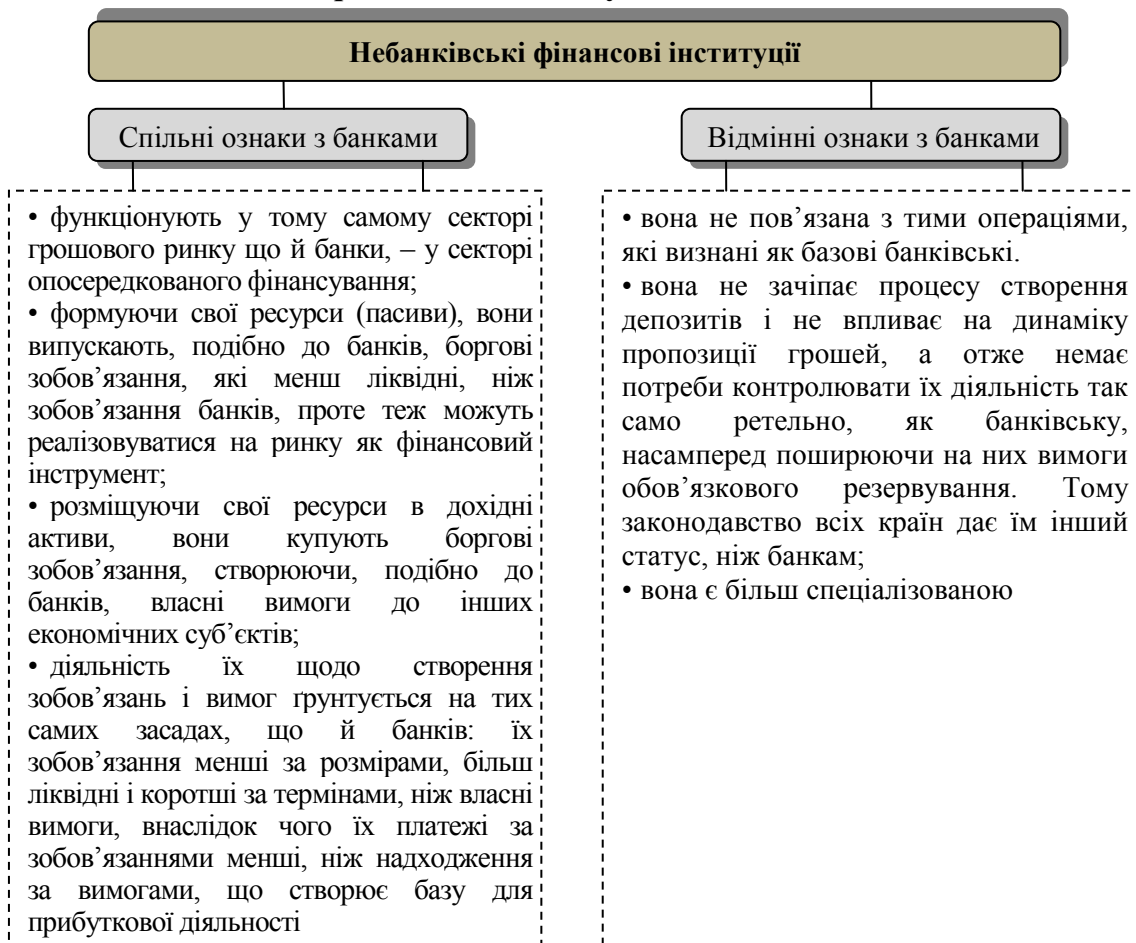 Небанківські фінансові інституції
Спільні ознаки з банками
• функціонують у тому самому секторі
грошового ринку що й банки, – у секторі
опосередкованого фінансування;
• формуючи свої ресурси (пасиви), вони
випускають, подібно до банків, боргові
зобов’язання, які менш ліквідні, ніж
зобов’язання банків, проте теж можуть
реалізовуватися на ринку як фінансовий
інструмент;
• розміщуючи свої ресурси в дохідні
активи, вони купують боргові
зобов’язання, створюючи, подібно до
банків, власні вимоги до інших
економічних суб’єктів;
• діяльність їх щодо створення
зобов’язань і вимог ґрунтується на тих
самих засадах, що й банків: їх
зобов’язання менші за розмірами, більш
ліквідні і коротші за термінами, ніж власні
вимоги, внаслідок чого їх платежі за
зобов’язаннями менші, ніж надходження
за вимогами, що створює базу для
прибуткової діяльності
Відмінні ознаки з банками
• вона не пов’язана з тими операціями,
які визнані як базові банківські.
• вона не зачіпає процесу створення
депозитів і не впливає на динаміку
пропозиції грошей, а отже немає
потреби контролювати їх діяльність так
само ретельно, як банківську,
насамперед поширюючи на них вимоги
обов’язкового резервування. Тому
законодавство всіх країн дає їм інший
статус, ніж банкам;
• вона є більш спеціалізованою